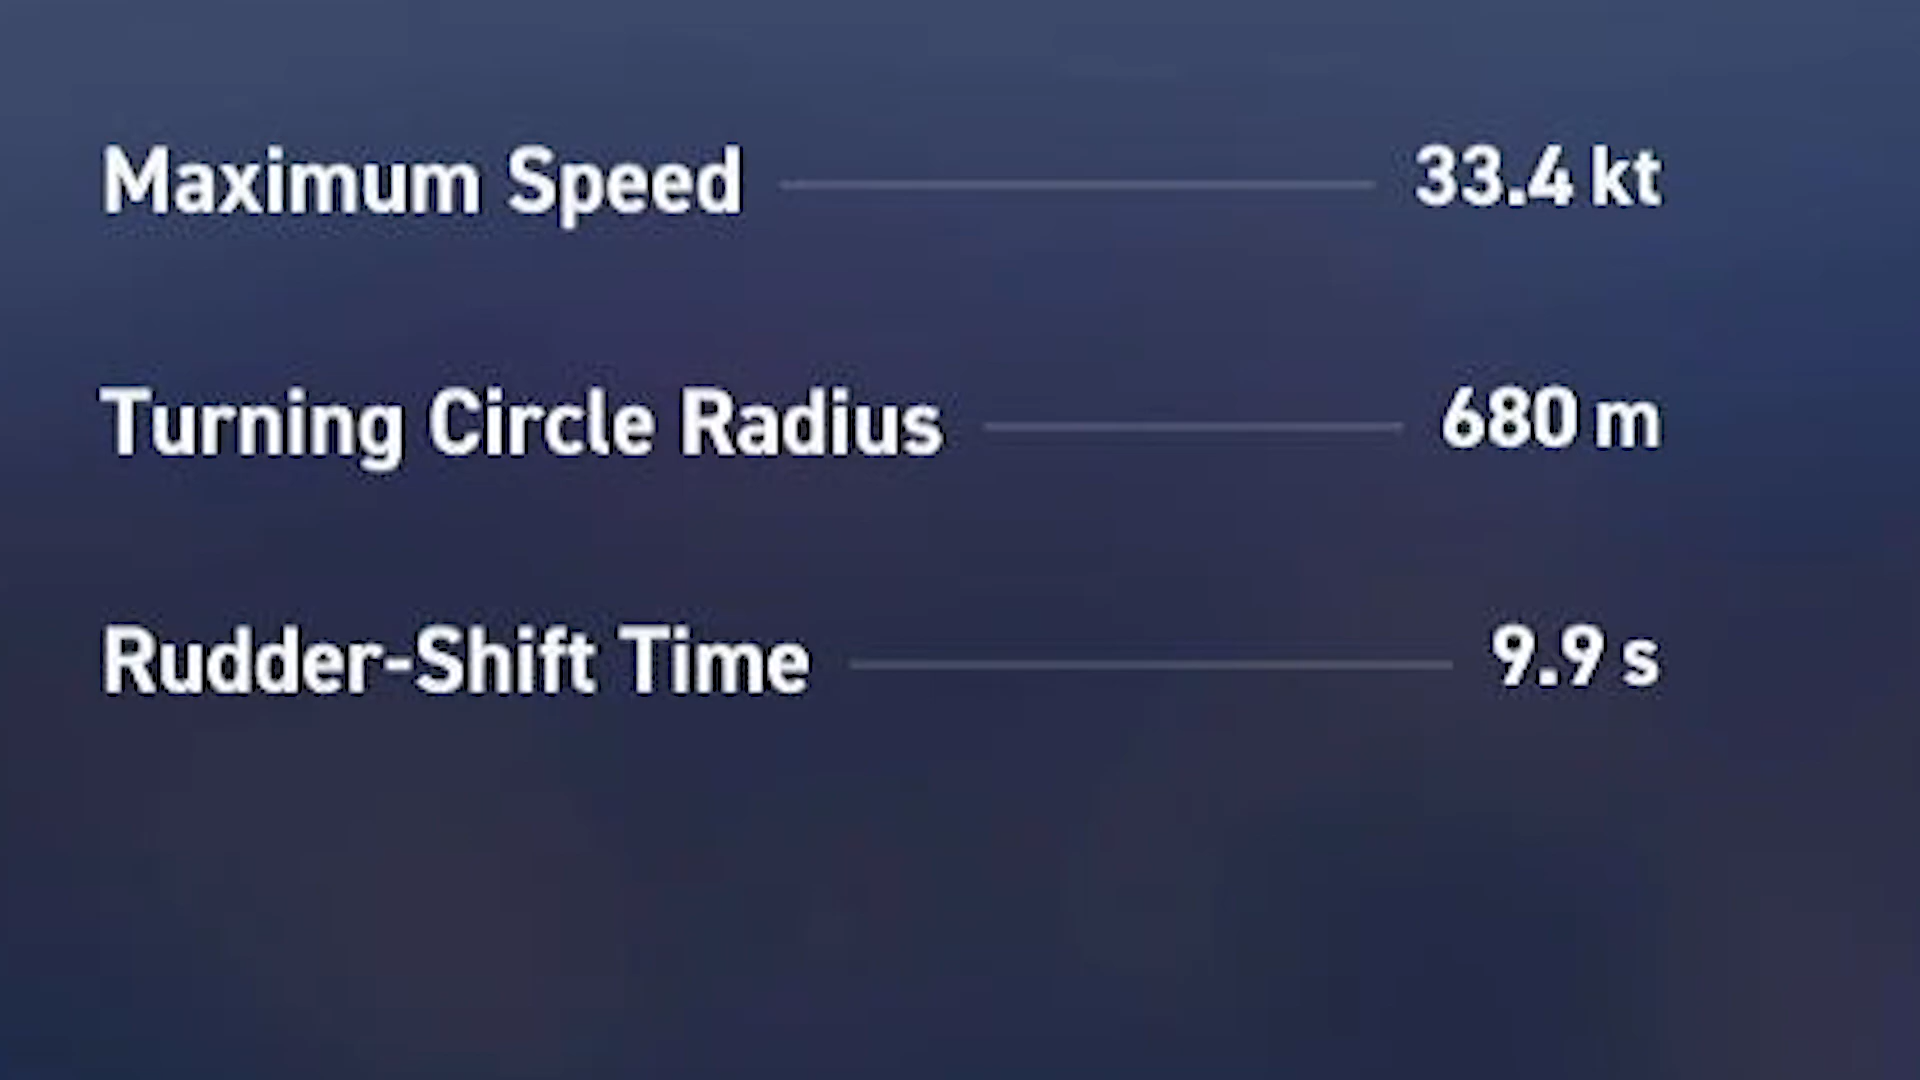 Maximum Speed 33.4 kt
Turning Circle Radius 680 m
Rudder-Shift Time 9.9 s